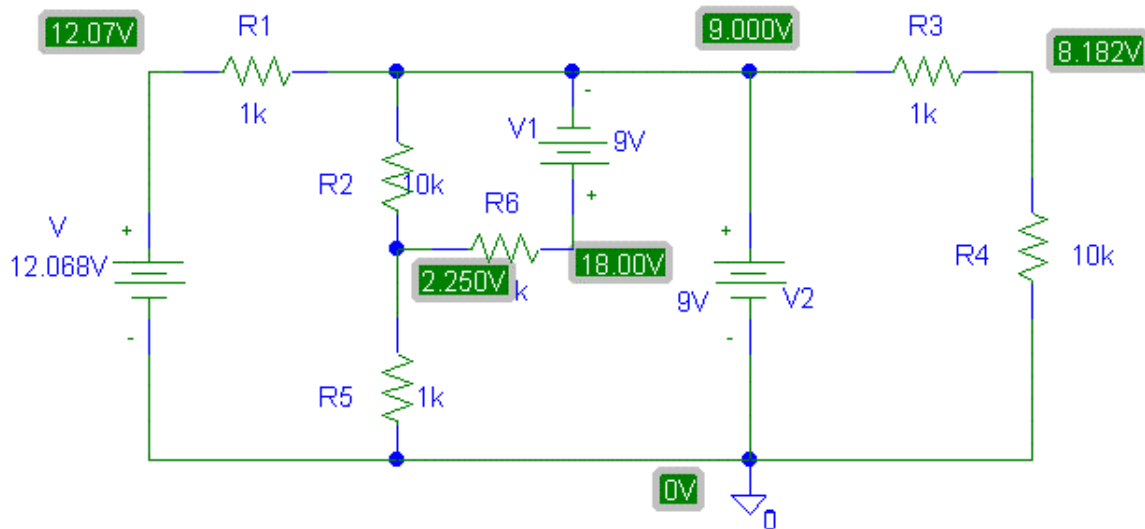 12.07V
R1
9.000V
R3
8.182V
1k
V1
-
9V
1k
R2
10k
R6
+
V
+
12.068V
2.250V
k
18.00V
+
9V
V2
R4
10k
-
-
R5
1k
0V
0